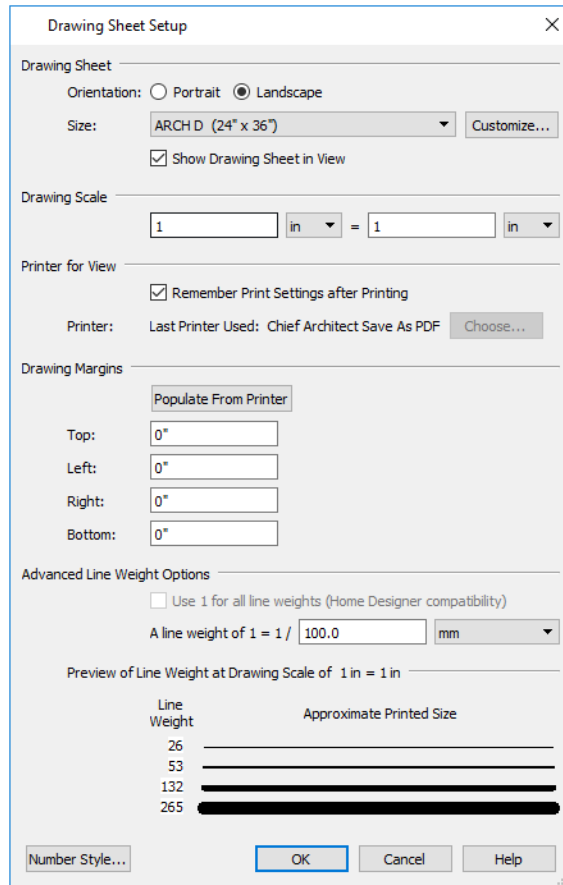 Drawing Sheet Setup
Drawing Sheet
Orientation: Portrait Landscape
Size: ARCH D (24" x 36") Customize...
Show Drawing Sheet in View
Drawing Scale
1 in = 1 in
Printer for View
Remember Print Settings after Printing
Printer: Last Printer Used: Chief Architect Save As PDF Choose...
Drawing Margins
Populate From Printer
Top: 0"
Left: 0"
Right: 0"
Bottom: 0"
Advanced Line Weight Options
Use 1 for all line weights (Home Designer compatibility)
A line weight of 1 = 1 / 100.0 mm
Preview of Line Weight at Drawing Scale of 1 in = 1 in
Line Weight Approximate Printed Size
26
53
132
265
Number Style... OK Cancel Help